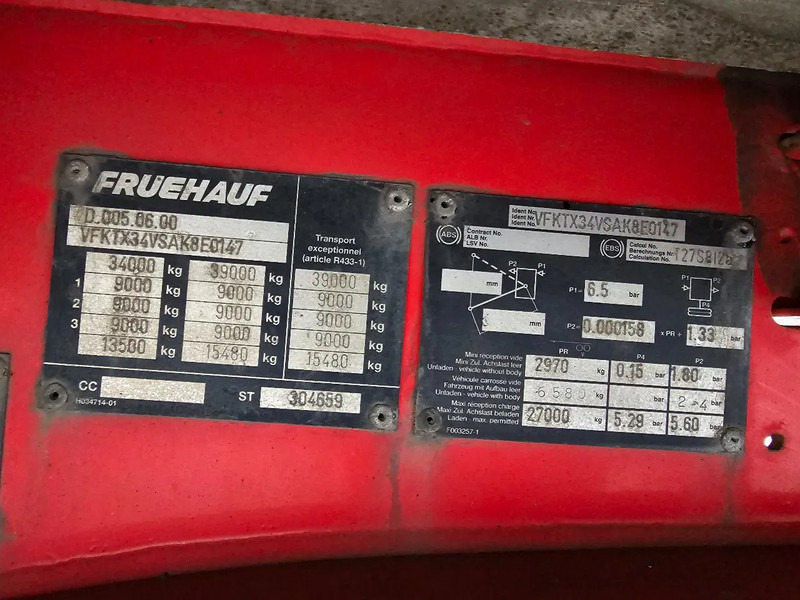 FRUEHAUF
D.005.06.00
VFKTX34VSAK8E0147
Transport
exceptionnel
(article R433-1)
34000 kg 39000 kg 39000 kg
1 9000 kg 9000 kg 9000 kg
2 9000 kg 9000 kg 9000 kg
3 9000 kg 9000 kg 9000 kg
13500 kg 15480 kg 15480 kg
CC ST 304659
H034714-01
Ident No
Ident Nr.
Ident No. VFKTX34VSAK8E0147
ABS
Contract No.
ALB Nr.
LSV No.
EBS
Calcul No.
Berechnungs Nr.
Calculation No.
mm
P2 P1
P1= 6.5 bar
P1 P2
P4
mm
P2= 0.000158 x PR + 1.33 bar
PR P4 P2
Mini réception vide
Mini Zul. Achslast leer
Unladen - vehicle without body
2970 kg 0.15 bar 1.80 bar
Véhicule carrosse vide
Fahrzeug mit Aufbau leer
Unladen - vehicle with body
6580 kg bar 2.4 bar
Maxi réception charge
Maxi Zul. Achslast beladen
Laden - max. permitted
27000 kg 5.29 bar 5.60 bar
F003257-1